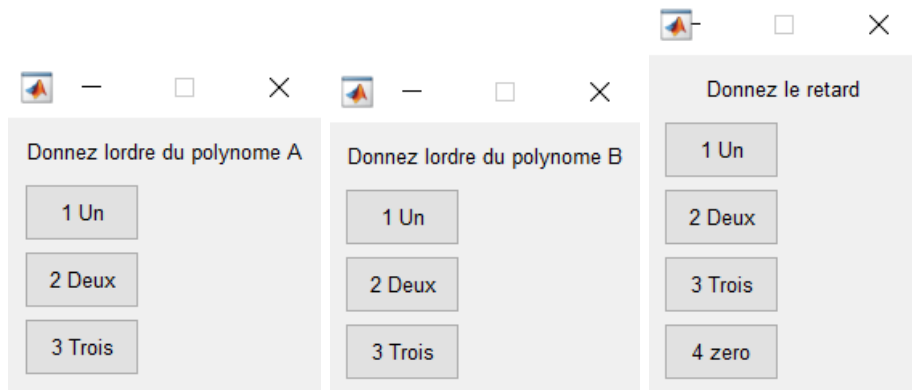 Donnez lordre du polynome A
1 Un
2 Deux
3 Trois
Donnez lordre du polynome B
1 Un
2 Deux
3 Trois
Donnez le retard
1 Un
2 Deux
3 Trois
4 zero